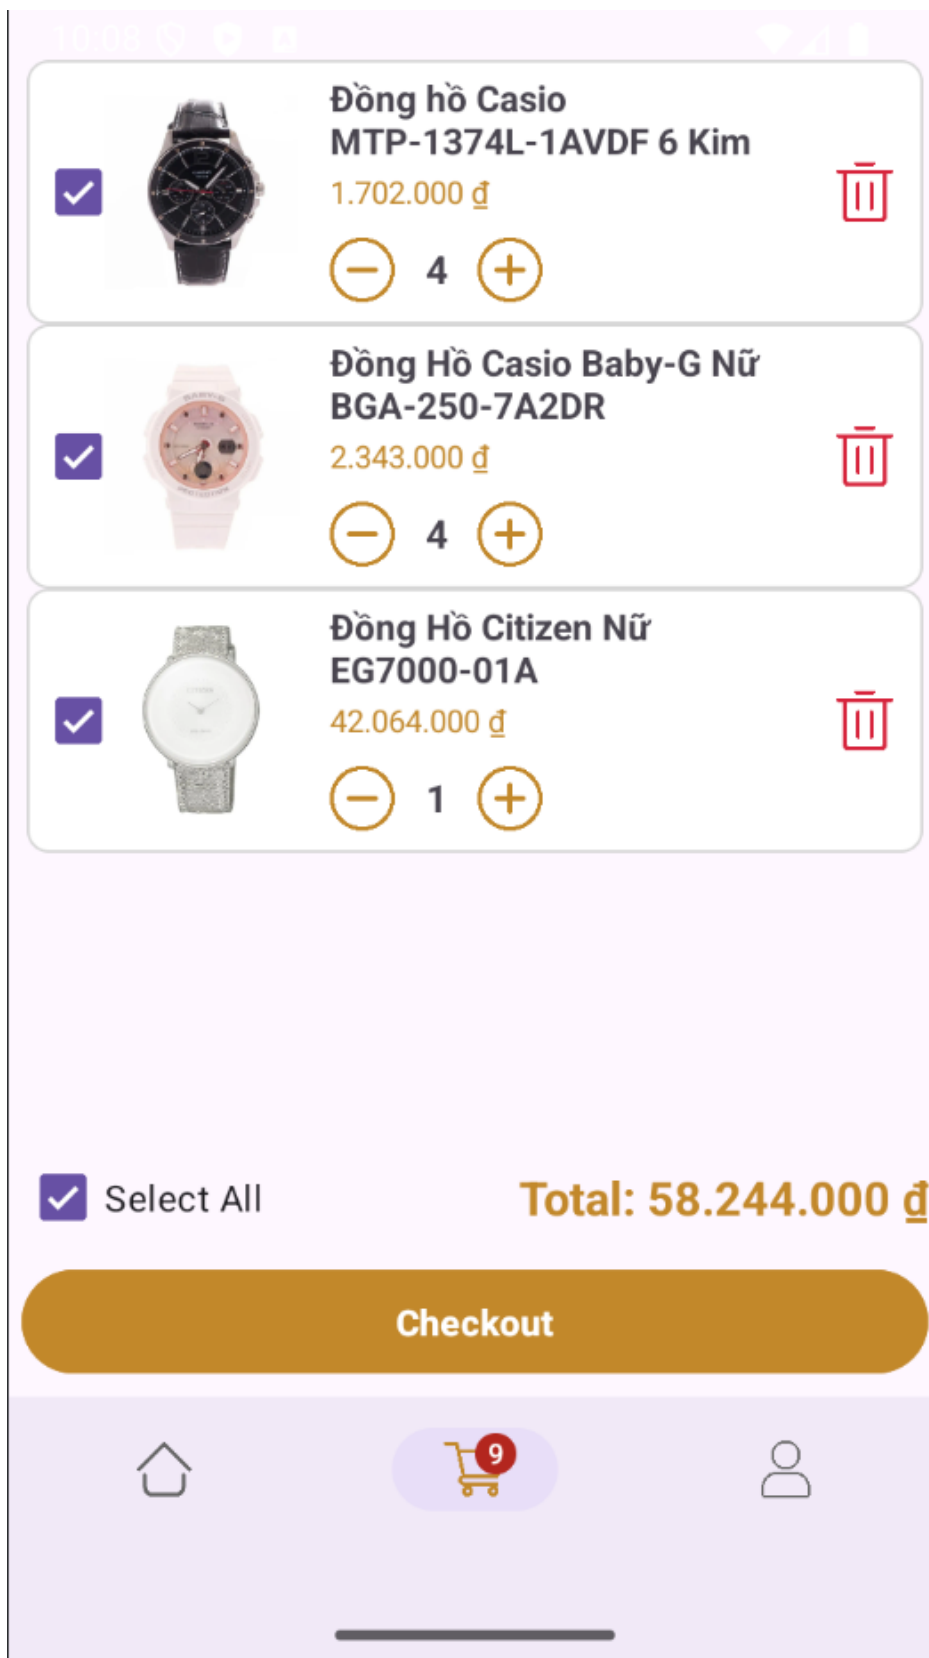 10:08
Đồng hồ Casio
MTP-1374L-1AVDF 6 Kim
1.702.000 ₫
4
Đồng Hồ Casio Baby-G Nữ
BGA-250-7A2DR
2.343.000 ₫
4
Đồng Hồ Citizen Nữ
EG7000-01A
42.064.000 ₫
1
Select All
Total: 58.244.000 ₫
Checkout
9